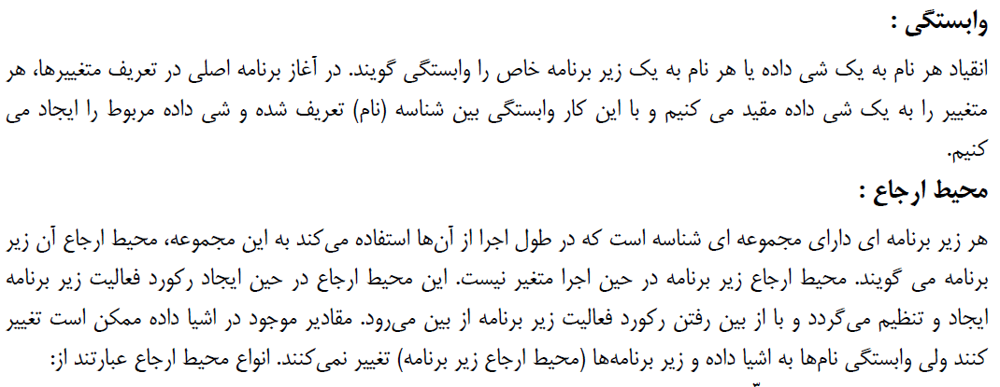 وابستگی :
انقیاد هر نام به یک شی داده یا هر نام به یک زیر برنامه خاص را وابستگی گویند. در آغاز برنامه اصلی در تعریف متغییرها، هر
متغییر را به یک شی داده مقید می کنیم و با این کار وابستگی بین شناسه (نام) تعریف شده و شی داده مربوط را ایجاد می
کنیم.
محیط ارجاع :
هر زیر برنامه ای دارای مجموعه ای شناسه است که در طول اجرا از آن‌ها استفاده می‌کند به این مجموعه، محیط ارجاع آن زیر
برنامه می گویند. محیط ارجاع زیر برنامه در حین اجرا متغیر نیست. این محیط ارجاع در حین ایجاد رکورد فعالیت زیر برنامه
ایجاد و تنظیم می‌گردد و با از بین رفتن رکورد فعالیت زیر برنامه از بین می‌رود. مقادیر موجود در اشیا داده ممکن است تغییر
کنند ولی وابستگی نام‌ها به اشیا داده و زیر برنامه‌ها (محیط ارجاع زیر برنامه) تغییر نمی‌کنند. انواع محیط ارجاع عبارتند از: